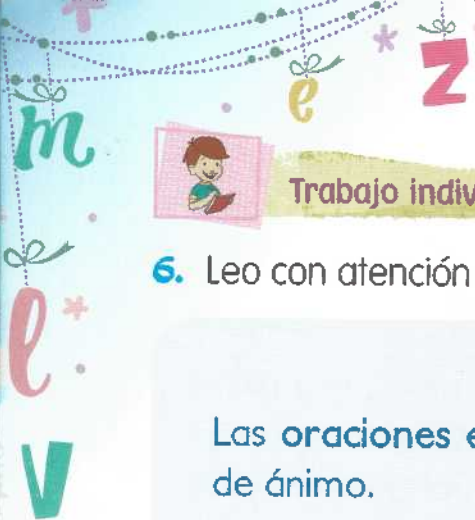 m
e
z
Trabajo indiv
6. Leo con atención
l
Las oraciones e
de ánimo.
v